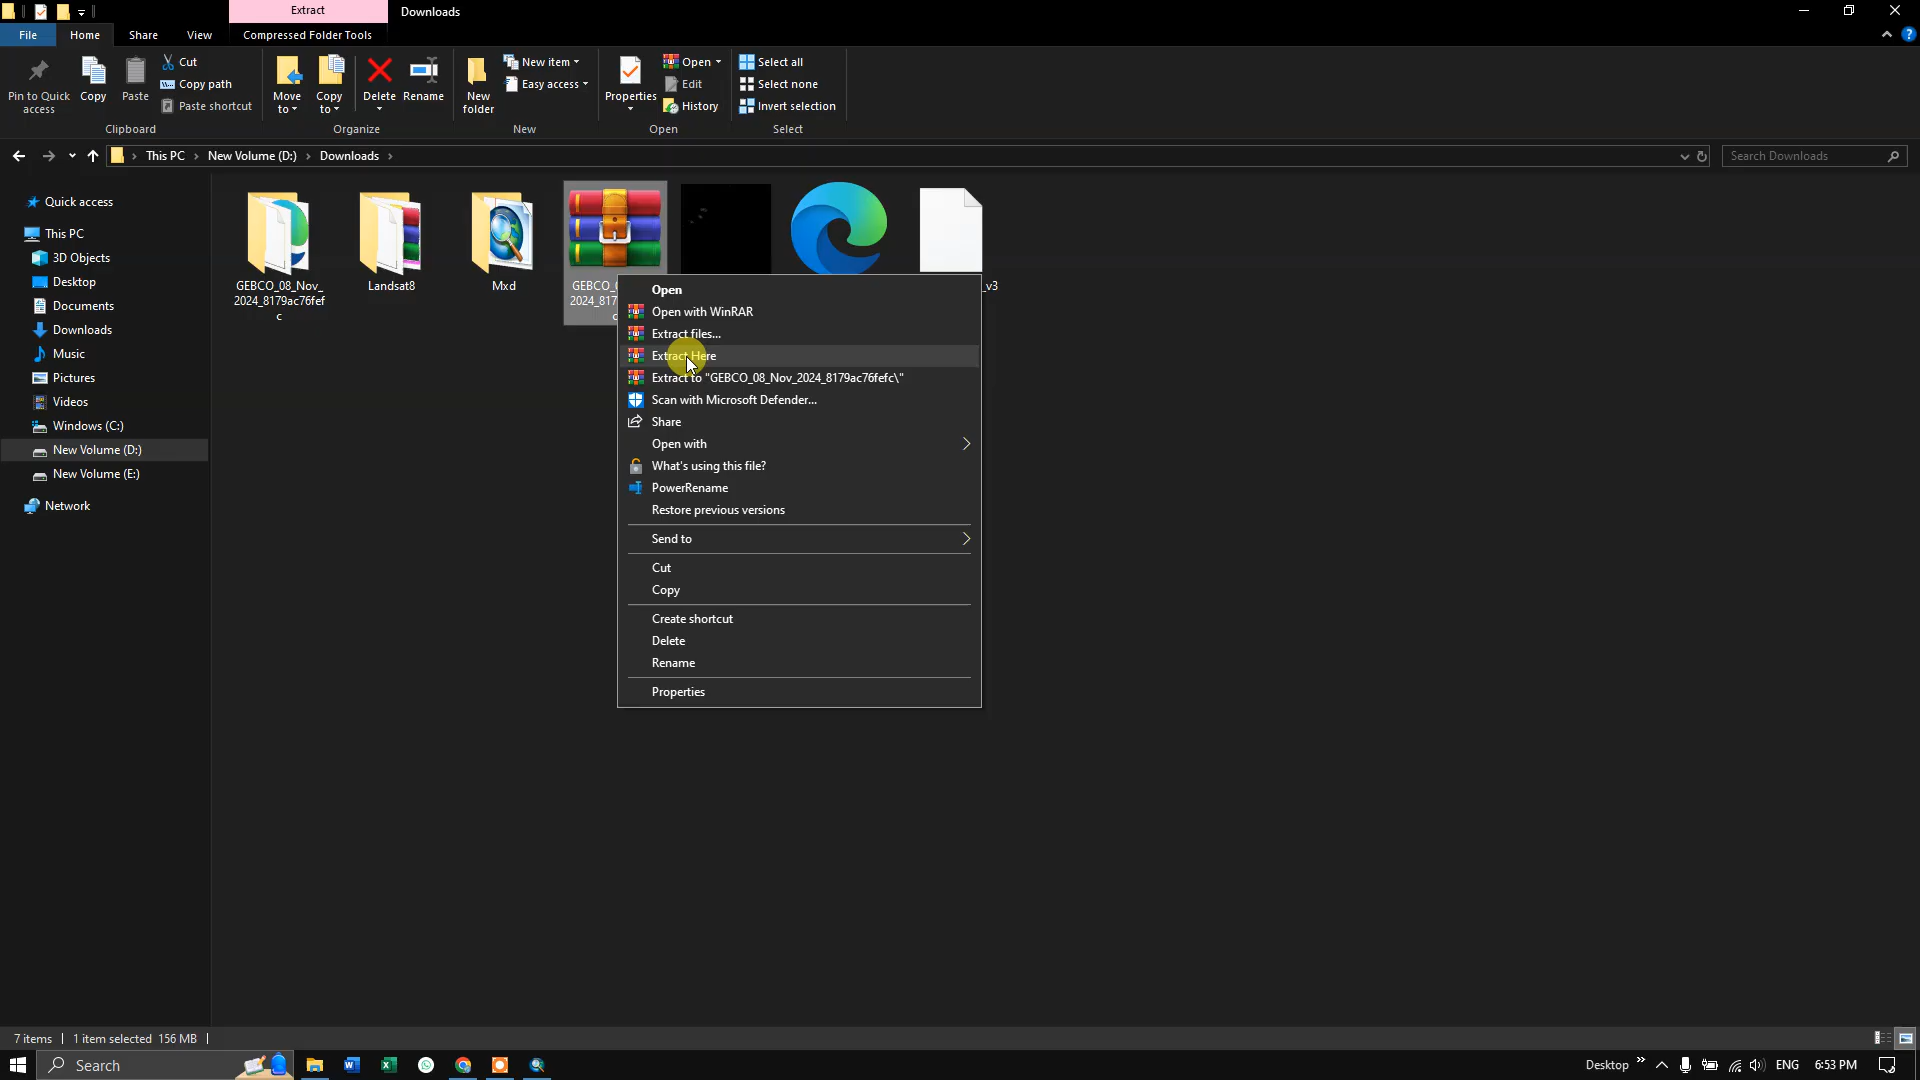 Extract
Downloads
File
Home
Share
View
Compressed Folder Tools
Pin to Quick
access
Copy
Paste
Cut
Copy path
Paste shortcut
Clipboard
Move
to
Copy
to
Delete
Rename
Organize
New
folder
New item
Easy access
New
Properties
Open
Edit
History
Open
Select all
Select none
Invert selection
Select
This PC
New Volume (D:)
Downloads
Search Downloads
Quick access
This PC
3D Objects
Desktop
Documents
Downloads
Music
Pictures
Videos
Windows (C:)
New Volume (D:)
New Volume (E:)
Network
GEBCO_08_Nov_
2024_8179ac76fef
c
Landsat8
Mxd
_v3
Open
Open with WinRAR
Extract files...
Extract Here
Extract to "GEBCO_08_Nov_2024_8179ac76fefc\"
Scan with Microsoft Defender...
Share
Open with
What's using this file?
PowerRename
Restore previous versions
Send to
Cut
Copy
Create shortcut
Delete
Rename
Properties
7 items
1 item selected 156 MB
Search
Desktop
ENG
6:53 PM